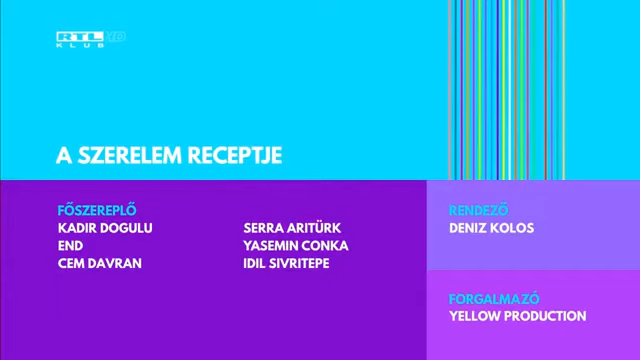 RTL HD
KLUB
A SZERELEM RECEPTJE
FŐSZEREPLŐ
KADIR DOGULU
END
CEM DAVRAN
SERRA ARITÜRK
YASEMIN CONKA
IDIL SIVRITEPE
RENDEZŐ
DENIZ KOLOS
FORGALMAZÓ
YELLOW PRODUCTION